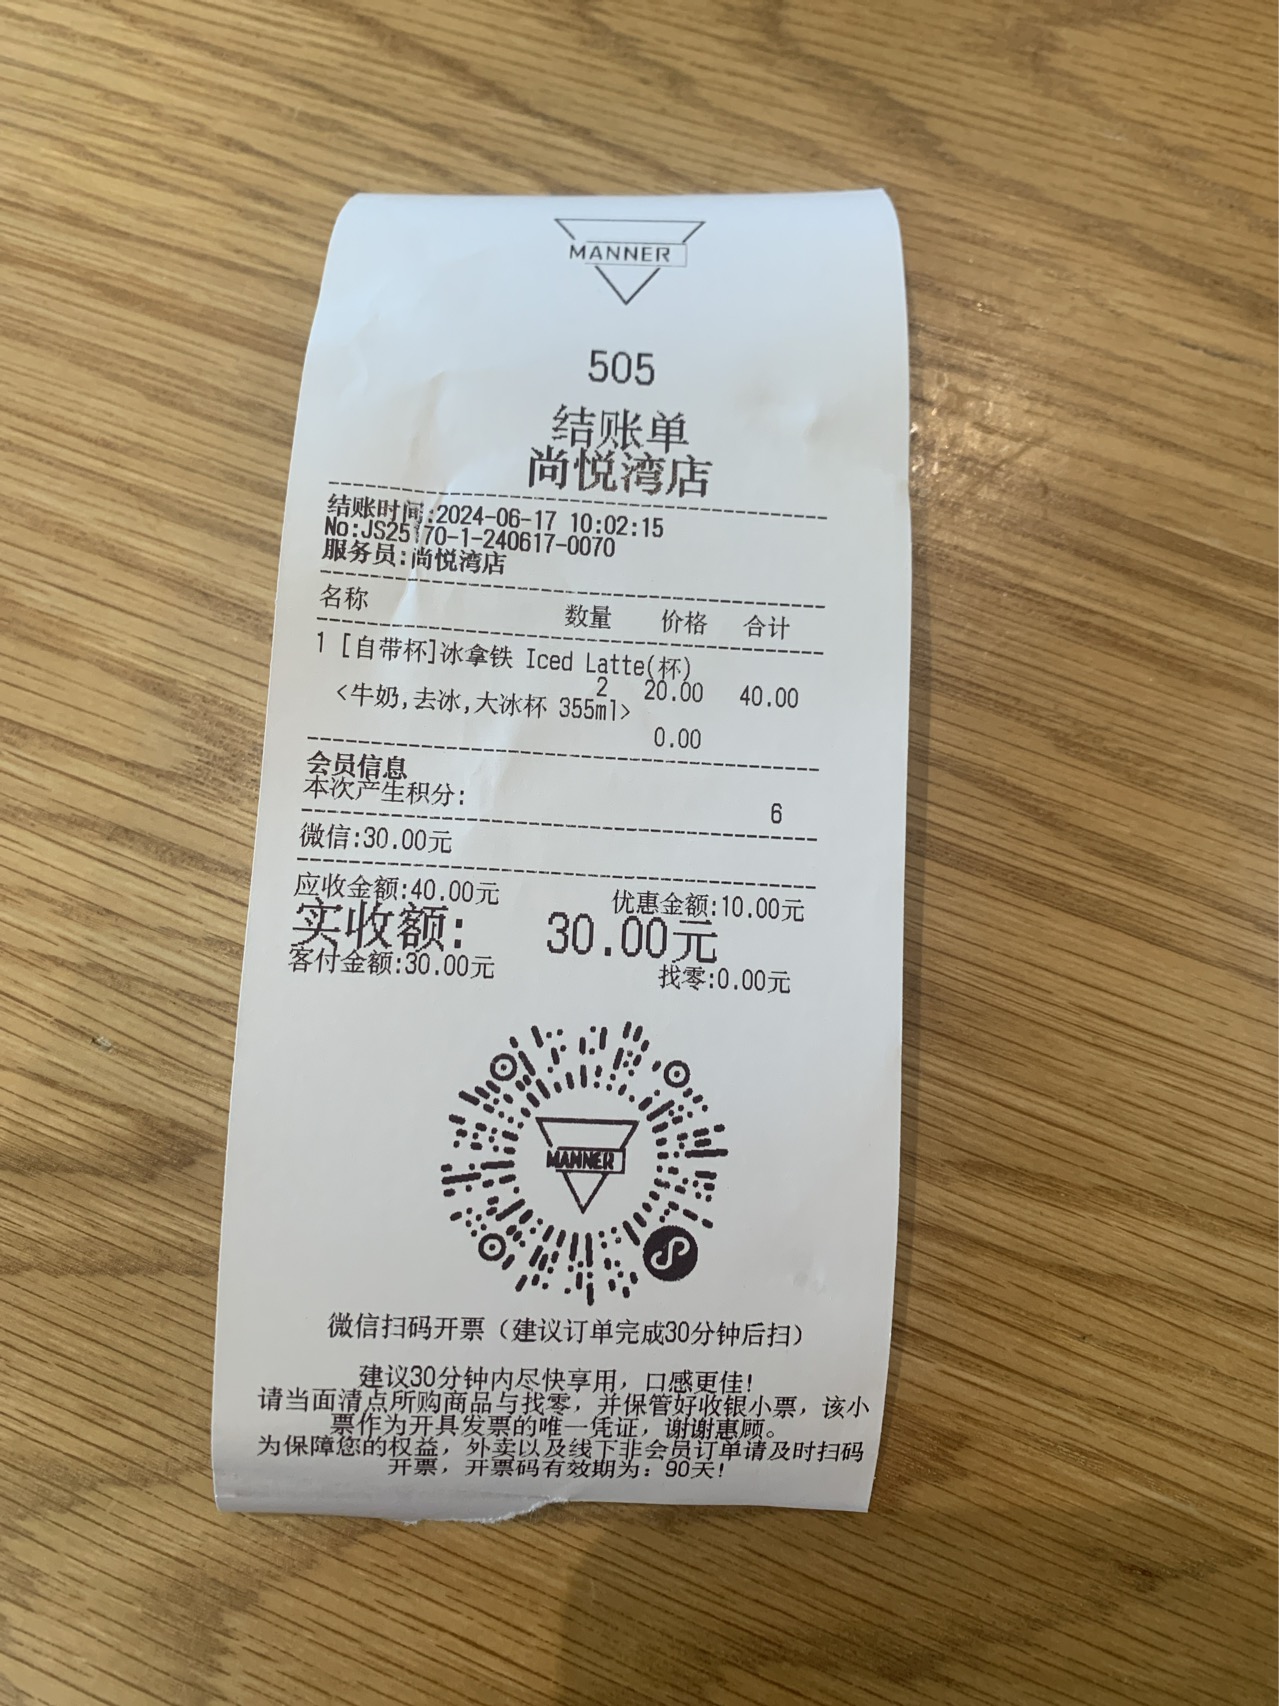 MANNER
505
结账单
尚悦湾店
结账时间:2024-06-17 10:02:15
No:JS25170-1-240617-0070
服务员:尚悦湾店
名称 数量 价格 合计
1 [自带杯]冰拿铁 Iced Latte(杯)
2 20.00 40.00
<牛奶,去冰,大冰杯 355ml>
0.00
会员信息
本次产生积分: 6
微信:30.00元
应收金额:40.00元 优惠金额:10.00元
实收额: 30.00元
客付金额:30.00元 找零:0.00元
MANNER
微信扫码开票（建议订单完成30分钟后扫）
建议30分钟内尽快享用，口感更佳!
请当面清点所购商品与找零，并保管好收银小票，该小
票作为开具发票的唯一凭证，谢谢惠顾。
为保障您的权益，外卖以及线下非会员订单请及时扫码
开票，开票码有效期为：90天!